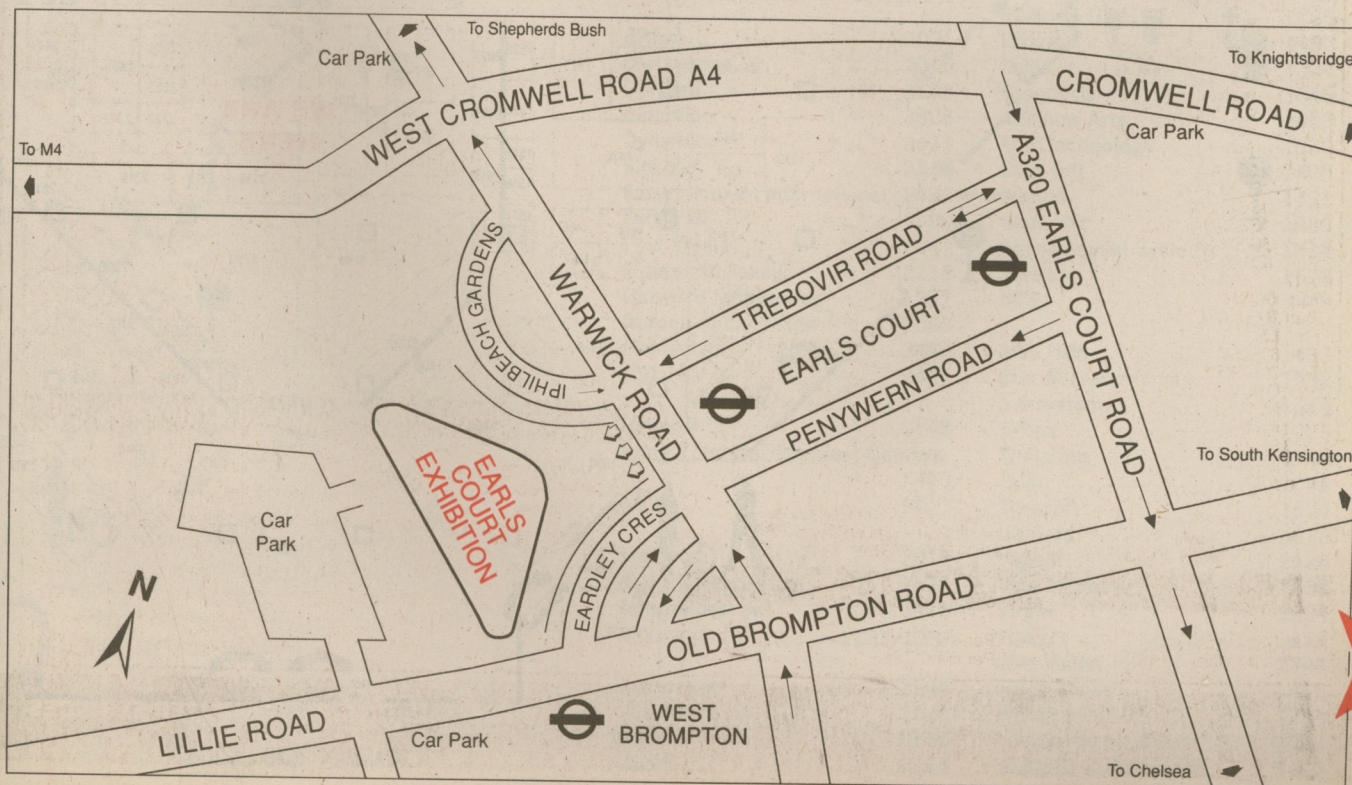 To Shepherds Bush
Car Park
To Knightsbridge
WEST CROMWELL ROAD A4
CROMWELL ROAD
Car Park
To M4
A320 EARLS COURT ROAD
IPHILBEACH GARDENS
WARWICK ROAD
TREBOVIR ROAD
EARLS COURT
PENYWERN ROAD
To South Kensington
EARLS
COURT
EXHIBITION
Car
Park
N
EARDLEY CRES
OLD BROMPTON ROAD
LILLIE ROAD
Car Park
WEST
BROMPTON
To Chelsea